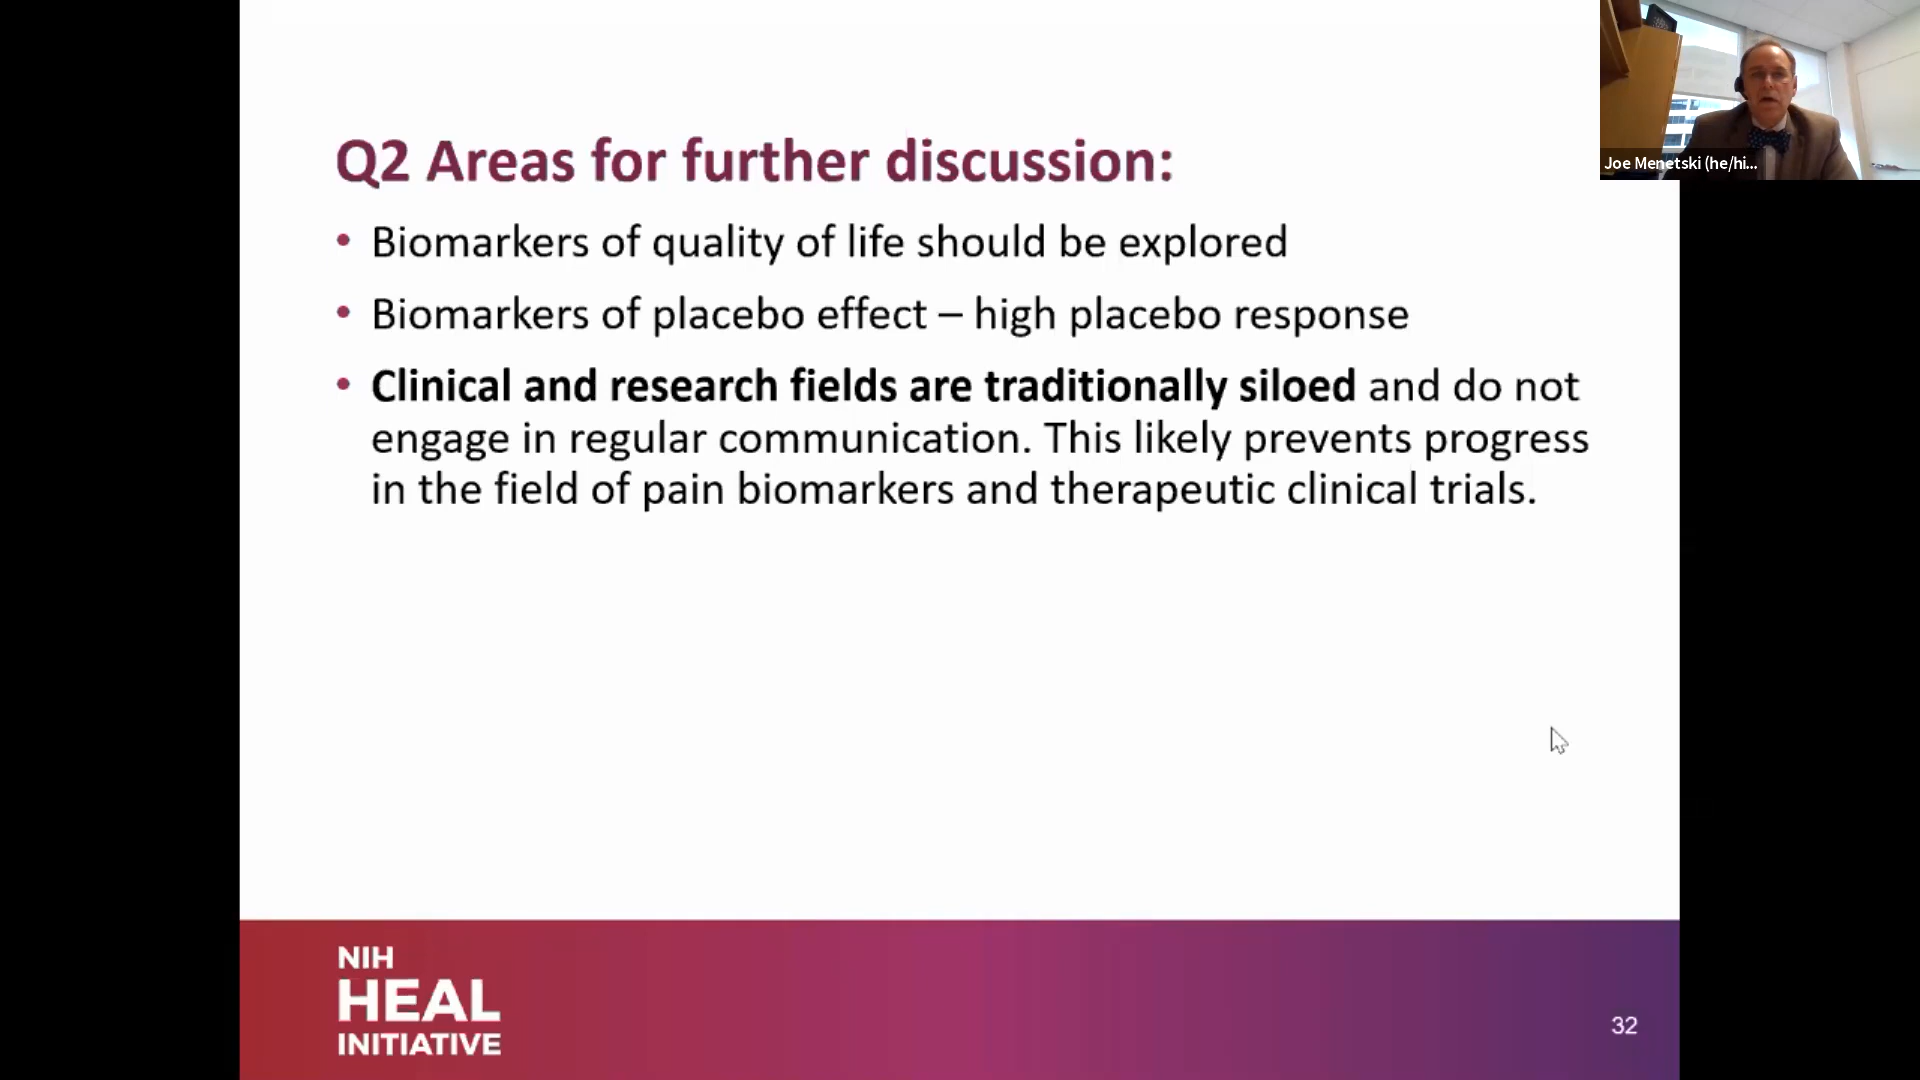 Q2 Areas for further discussion:
• Biomarkers of quality of life should be explored
• Biomarkers of placebo effect – high placebo response
• Clinical and research fields are traditionally siloed and do not
engage in regular communication. This likely prevents progress
in the field of pain biomarkers and therapeutic clinical trials.
Joe Menetski (he/hi...
NIH
HEAL
INITIATIVE
32